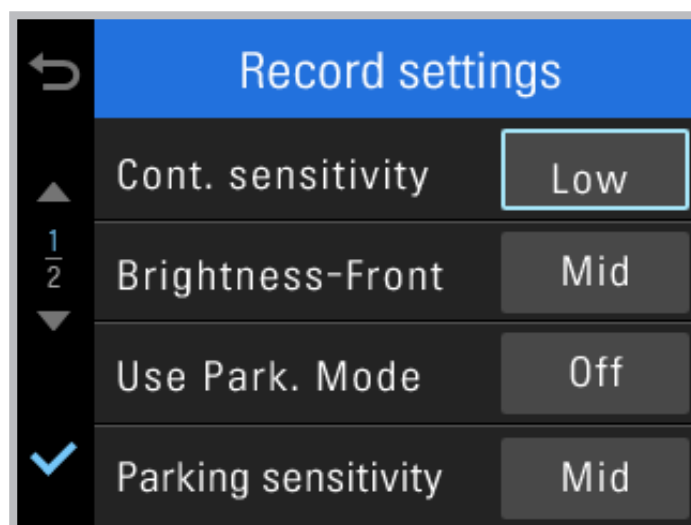 Record settings
Cont. sensitivity Low
1
2
Brightness-Front Mid
Use Park. Mode Off
Parking sensitivity Mid